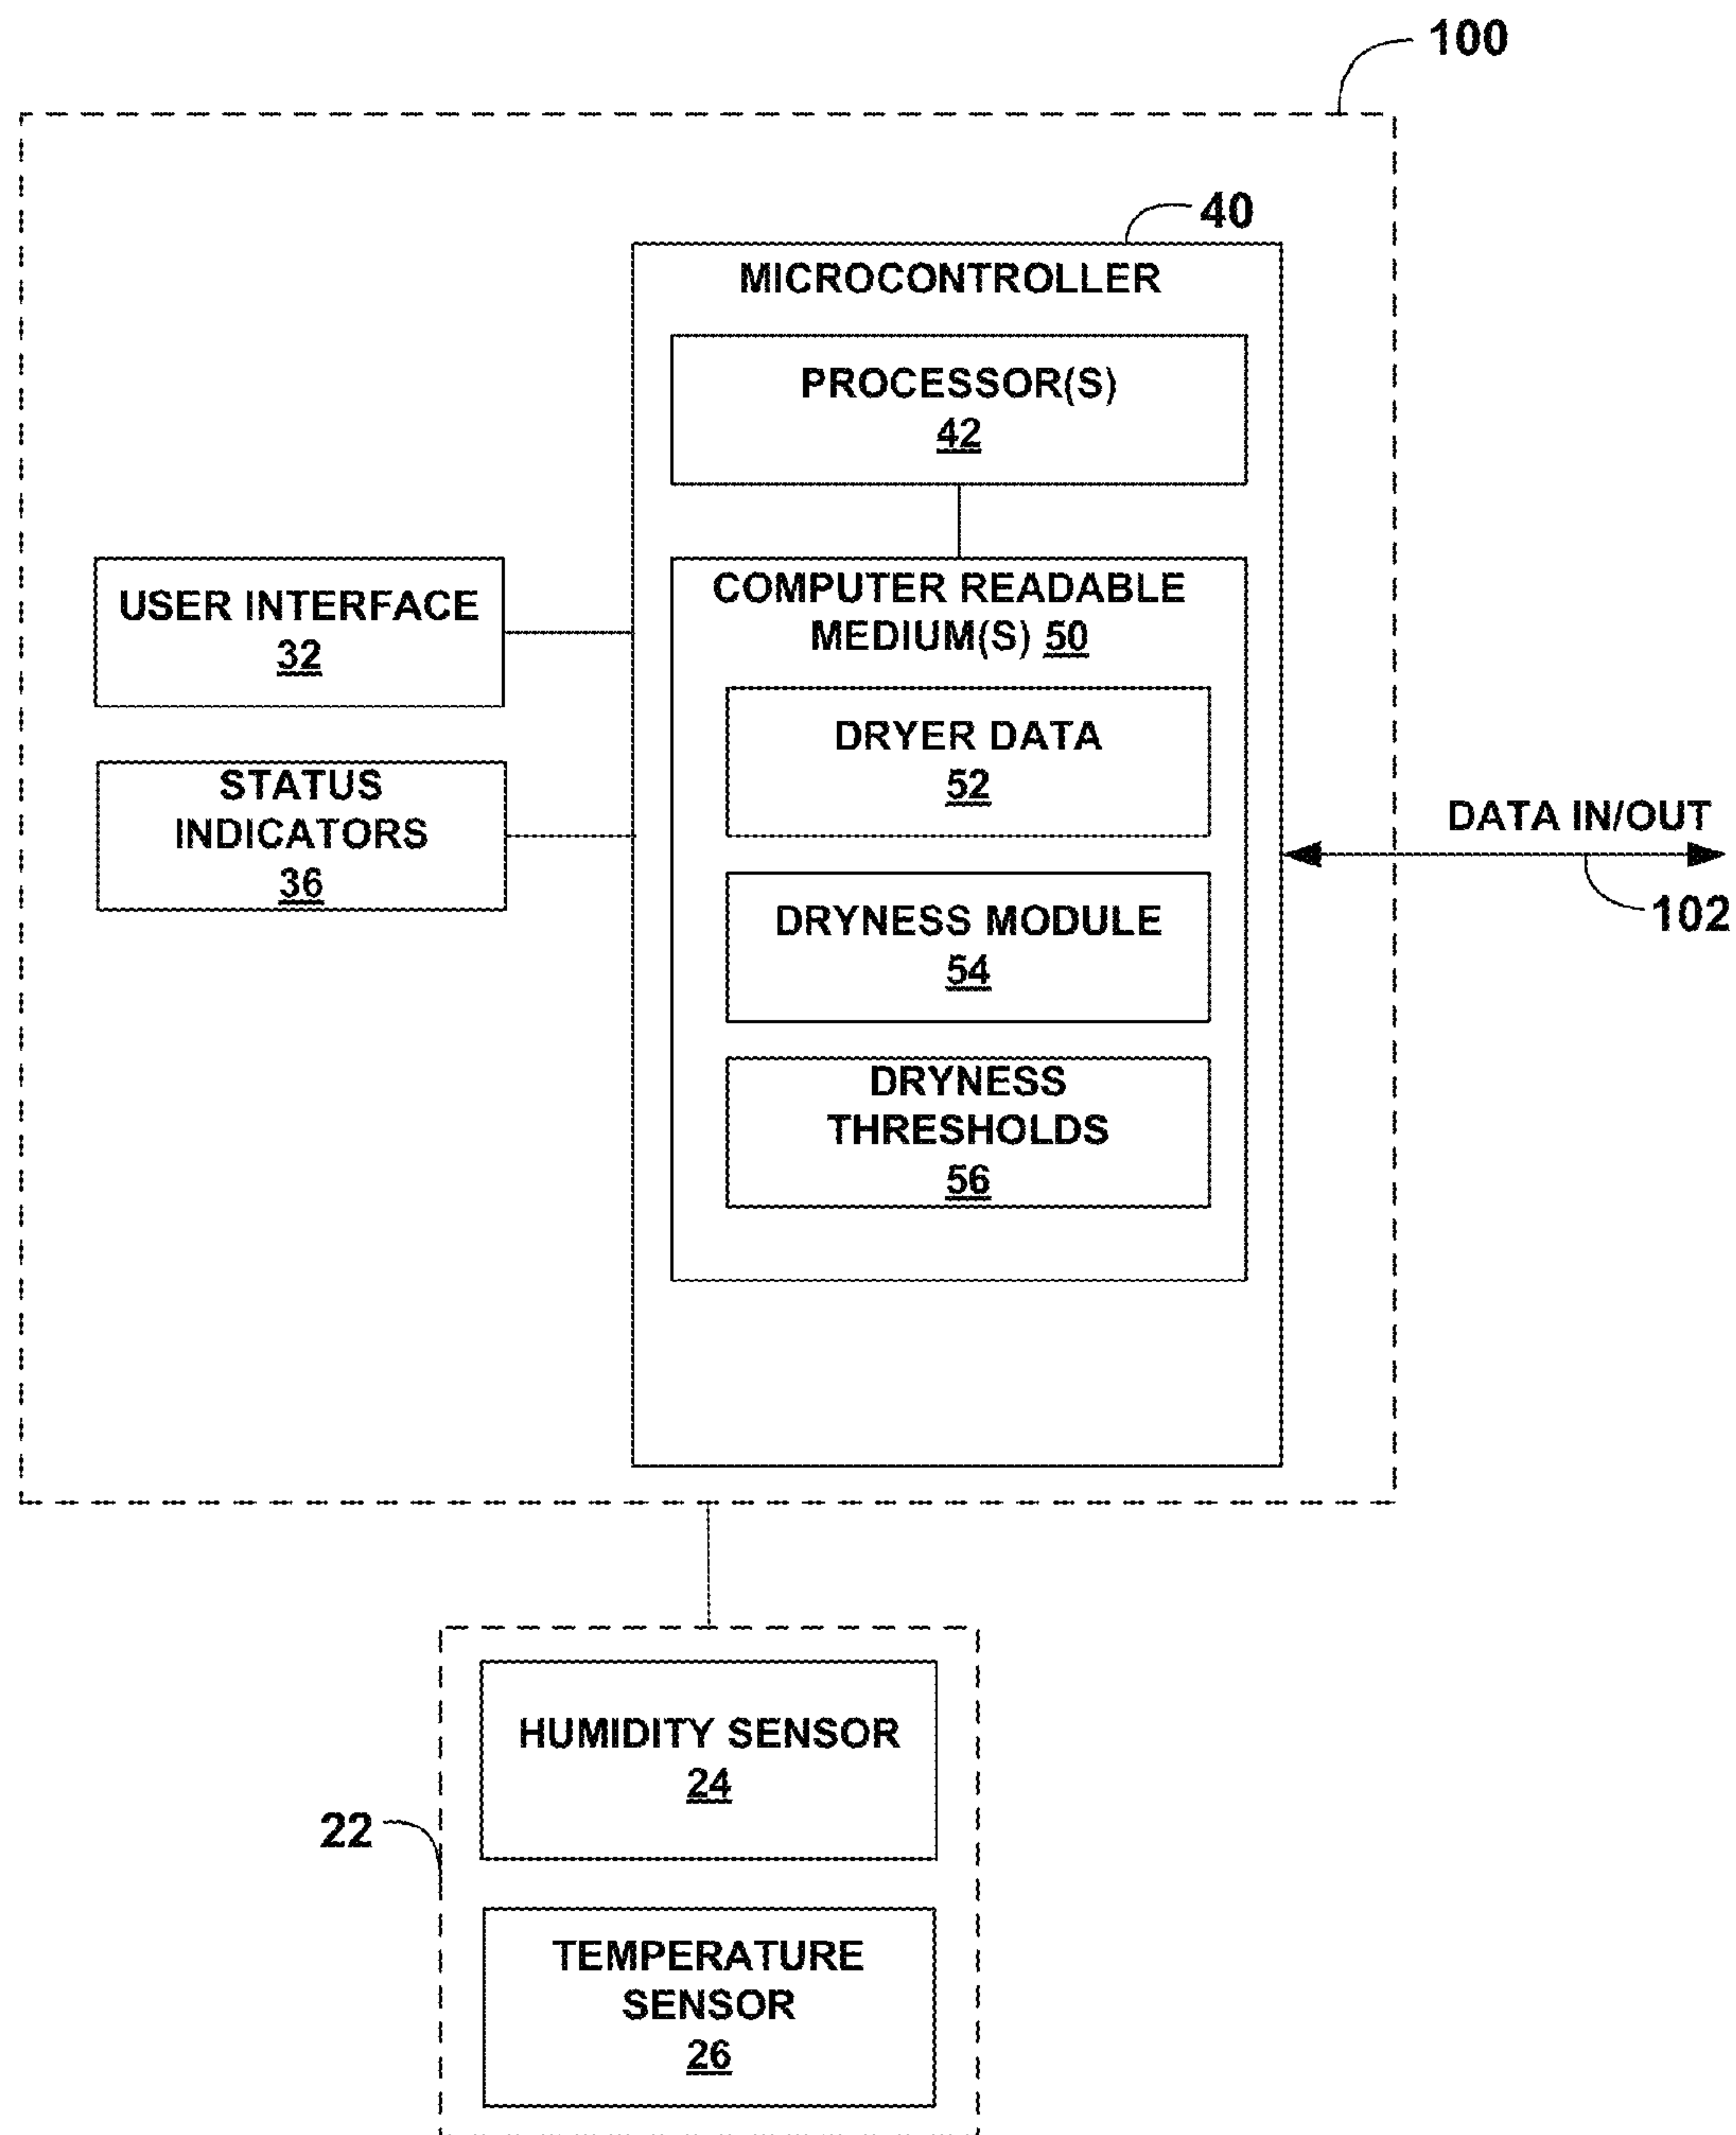 100
40
MICROCONTROLLER
PROCESSOR(S)
42
USER INTERFACE
32
COMPUTER READABLE
MEDIUM(S) 50
DRYER DATA
52
STATUS
INDICATORS
36
DATA IN/OUT
102
DRYNESS MODULE
54
DRYNESS
THRESHOLDS
56
HUMIDITY SENSOR
24
22
TEMPERATURE
SENSOR
26